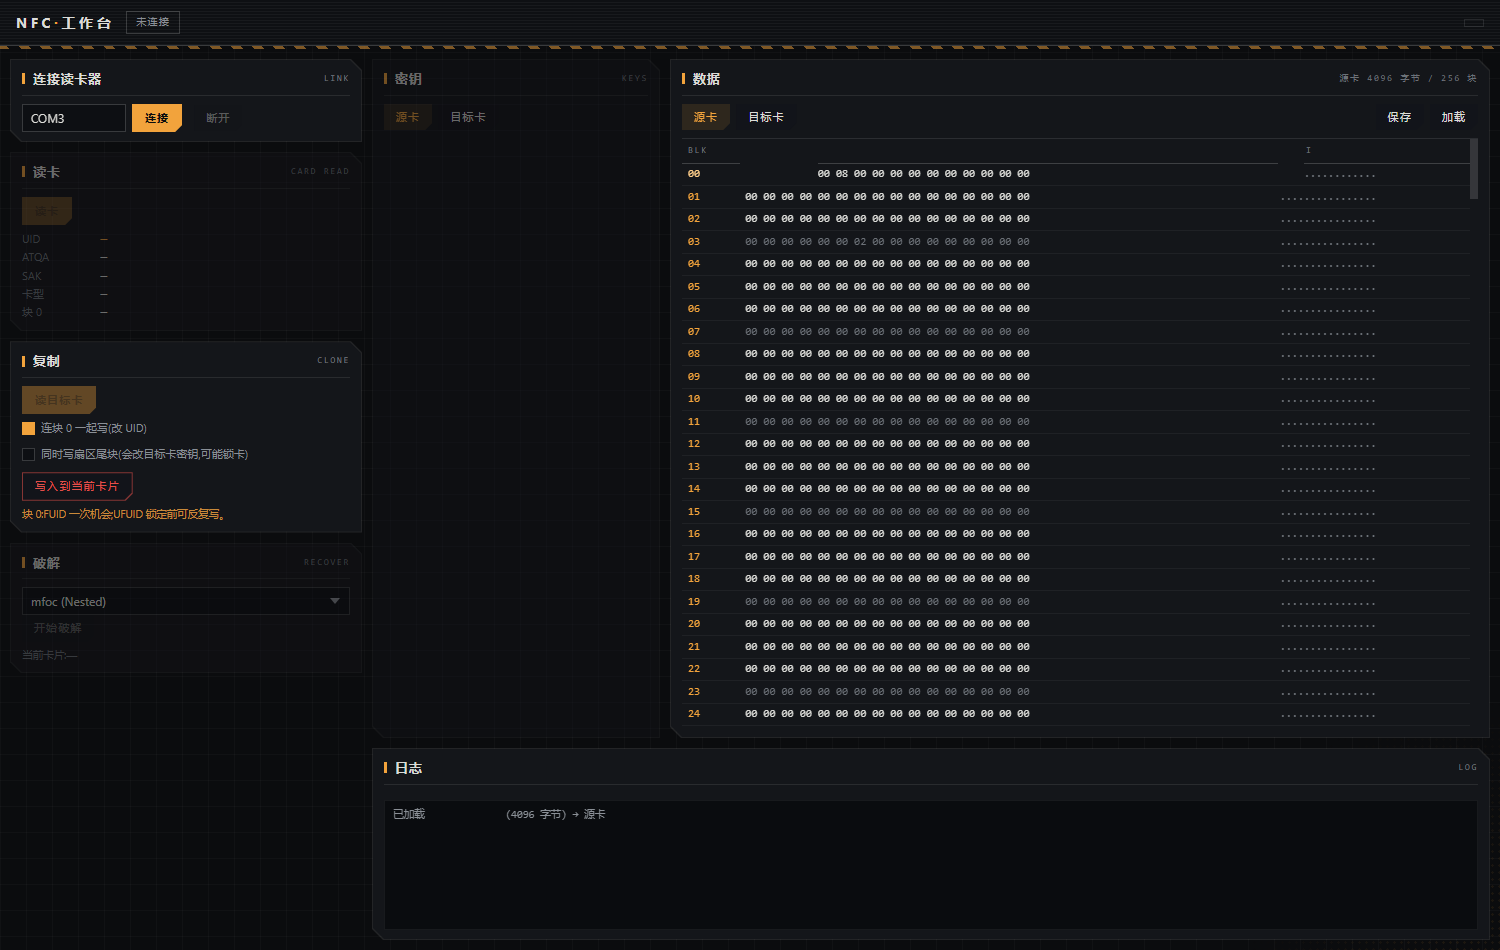 NFC·工作台
未连接
连接读卡器
LINK
COM3
连接
断开
读卡
CARD READ
读卡
UID —
ATQA —
SAK —
卡型 —
块 0 —
复制
CLONE
读目标卡
连块 0 一起写(改 UID)
同时写扇区尾块(会改目标卡密钥,可能锁卡)
写入到当前卡片
块 0:FUID 一次机会;UFUID 锁定前可反复写。
破解
RECOVER
mfoc (Nested)
开始破解
当前卡片:—
密钥
KEYS
源卡
目标卡
数据
源卡 4096 字节 / 256 块
源卡
目标卡
保存
加载
BLK I
00 00 08 00 00 00 00 00 00 00 00 00 00 ............
01 00 00 00 00 00 00 00 00 00 00 00 00 00 00 00 00 ................
02 00 00 00 00 00 00 00 00 00 00 00 00 00 00 00 00 ................
03 00 00 00 00 00 00 02 00 00 00 00 00 00 00 00 00 ................
04 00 00 00 00 00 00 00 00 00 00 00 00 00 00 00 00 ................
05 00 00 00 00 00 00 00 00 00 00 00 00 00 00 00 00 ................
06 00 00 00 00 00 00 00 00 00 00 00 00 00 00 00 00 ................
07 00 00 00 00 00 00 00 00 00 00 00 00 00 00 00 00 ................
08 00 00 00 00 00 00 00 00 00 00 00 00 00 00 00 00 ................
09 00 00 00 00 00 00 00 00 00 00 00 00 00 00 00 00 ................
10 00 00 00 00 00 00 00 00 00 00 00 00 00 00 00 00 ................
11 00 00 00 00 00 00 00 00 00 00 00 00 00 00 00 00 ................
12 00 00 00 00 00 00 00 00 00 00 00 00 00 00 00 00 ................
13 00 00 00 00 00 00 00 00 00 00 00 00 00 00 00 00 ................
14 00 00 00 00 00 00 00 00 00 00 00 00 00 00 00 00 ................
15 00 00 00 00 00 00 00 00 00 00 00 00 00 00 00 00 ................
16 00 00 00 00 00 00 00 00 00 00 00 00 00 00 00 00 ................
17 00 00 00 00 00 00 00 00 00 00 00 00 00 00 00 00 ................
18 00 00 00 00 00 00 00 00 00 00 00 00 00 00 00 00 ................
19 00 00 00 00 00 00 00 00 00 00 00 00 00 00 00 00 ................
20 00 00 00 00 00 00 00 00 00 00 00 00 00 00 00 00 ................
21 00 00 00 00 00 00 00 00 00 00 00 00 00 00 00 00 ................
22 00 00 00 00 00 00 00 00 00 00 00 00 00 00 00 00 ................
23 00 00 00 00 00 00 00 00 00 00 00 00 00 00 00 00 ................
24 00 00 00 00 00 00 00 00 00 00 00 00 00 00 00 00 ................
日志
LOG
已加载 (4096 字节) → 源卡